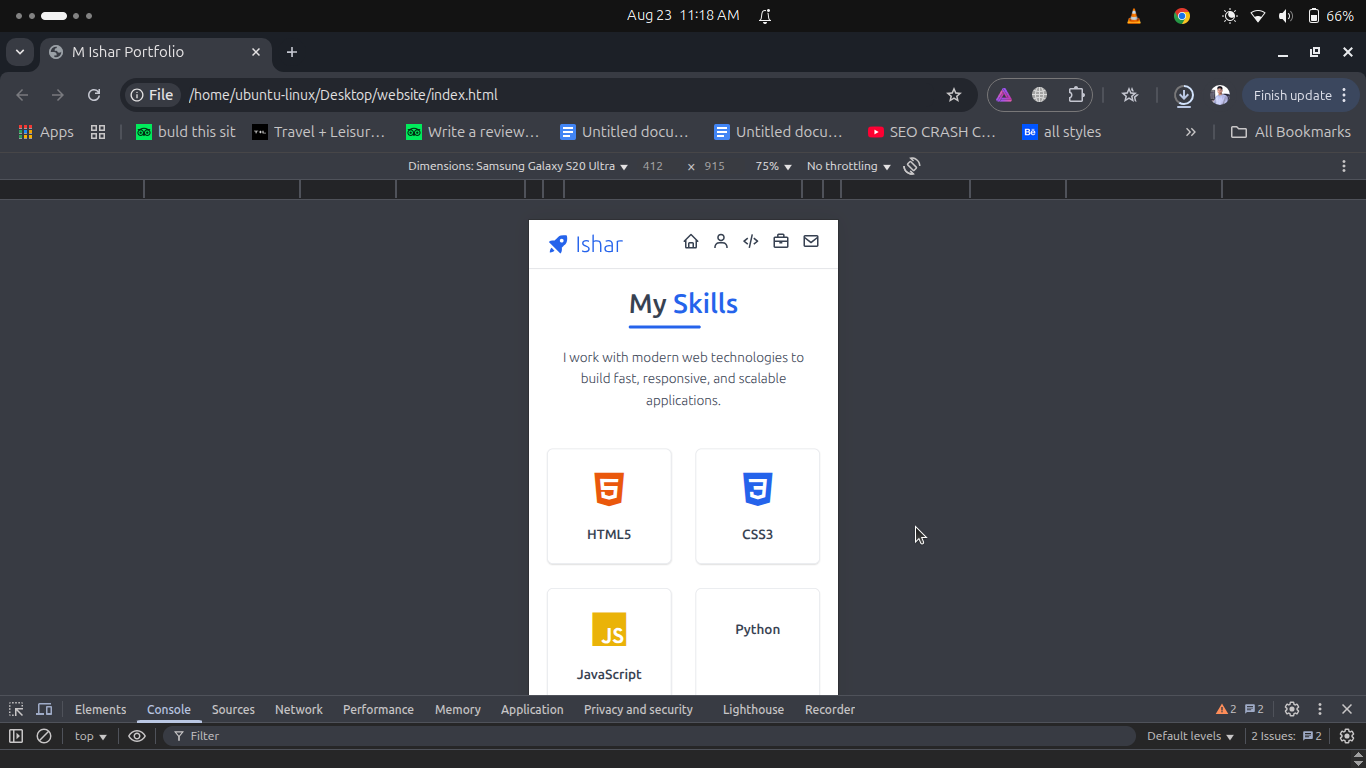 Aug 23 11:18 AM
66%
M Ishar Portfolio
File /home/ubuntu-linux/Desktop/website/index.html
Finish update
Apps buld this sit Travel + Leisur... Write a review... Untitled docu... Untitled docu... SEO CRASH C... Bē all styles » All Bookmarks
Dimensions: Samsung Galaxy S20 Ultra 412 × 915 75% No throttling
Ishar
My Skills
I work with modern web technologies to
build fast, responsive, and scalable
applications.
HTML5 CSS3
JS
Python
JavaScript
Elements Console Sources Network Performance Memory Application Privacy and security Lighthouse Recorder 2 2
top Filter Default levels 2 Issues: 2